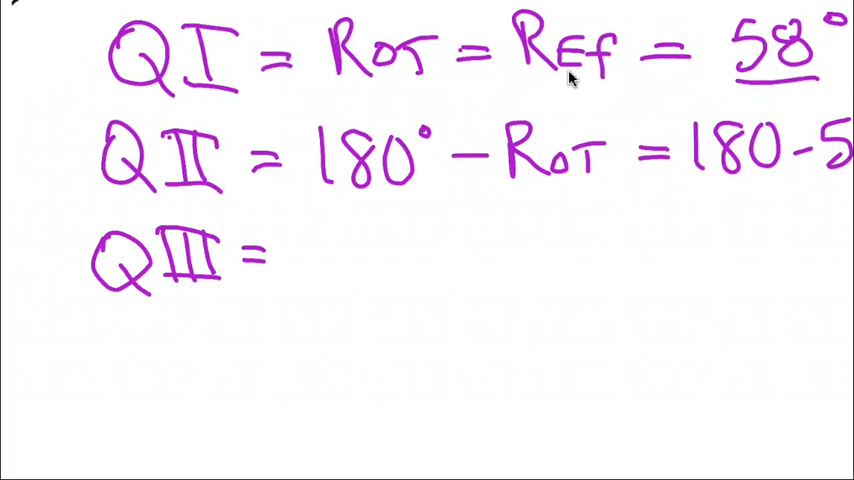 QI = ROT = REf = 58°
QII = 180° - ROT = 180 - 5
QIII =